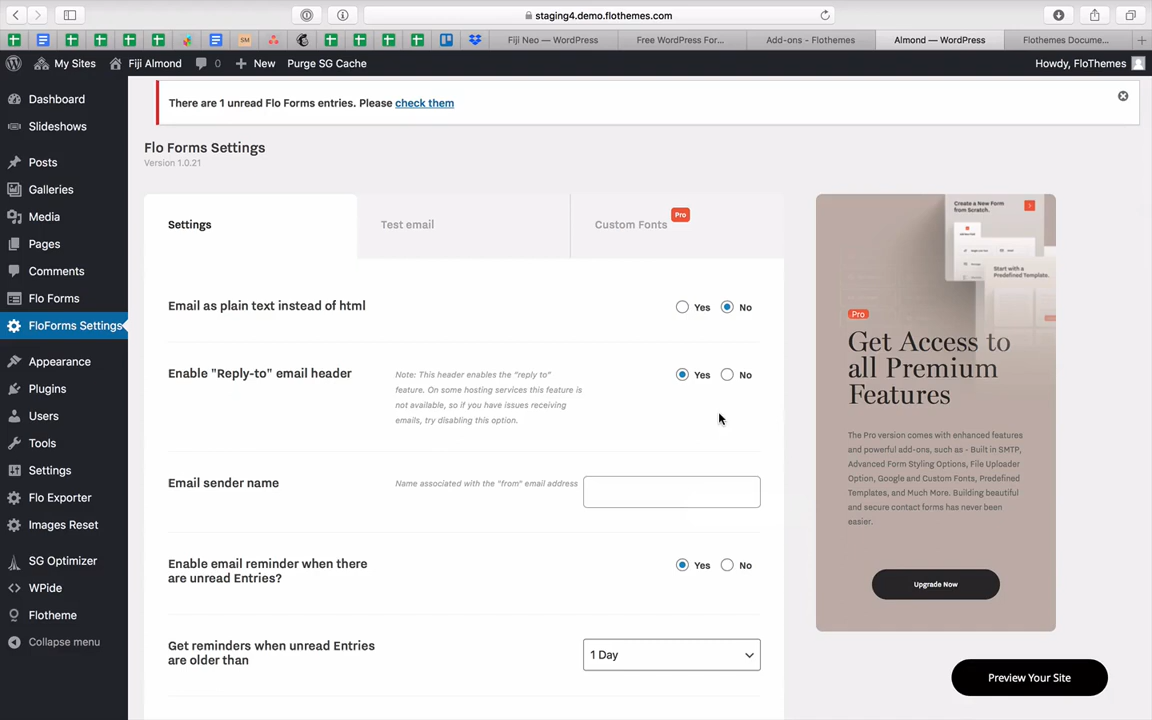 staging4.demo.flothemes.com
SM
Fiji Neo — WordPress
Free WordPress For...
Add-ons - Flothemes
Almond — WordPress
Flothemes Docume...
My Sites
Fiji Almond
0
New
Purge SG Cache
Howdy, FloThemes
Dashboard
Slideshows
Posts
Galleries
Media
Pages
Comments
Flo Forms
FloForms Settings
Appearance
Plugins
Users
Tools
Settings
Flo Exporter
Images Reset
SG Optimizer
WPide
Flotheme
Collapse menu
There are 1 unread Flo Forms entries. Please check them
Flo Forms Settings
Version 1.0.21
Settings
Test email
Custom Fonts
Pro
Email as plain text instead of html
Yes
No
Enable "Reply-to" email header
Note: This header enables the "reply to"
feature. On some hosting services this feature is
not available, so if you have issues receiving
emails, try disabling this option.
Yes
No
Email sender name
Name associated with the "from" email address
Enable email reminder when there
are unread Entries?
Yes
No
Get reminders when unread Entries
are older than
1 Day
Create a New Form
from Scratch.
Start with a
Predefined Template.
Pro
Get Access to
all Premium
Features
The Pro version comes with enhanced features
and powerful add-ons, such as - Built in SMTP,
Advanced Form Styling Options, File Uploader
Option, Google and Custom Fonts, Predefined
Templates, and Much More. Building beautiful
and secure contact forms has never been
easier.
Upgrade Now
Preview Your Site